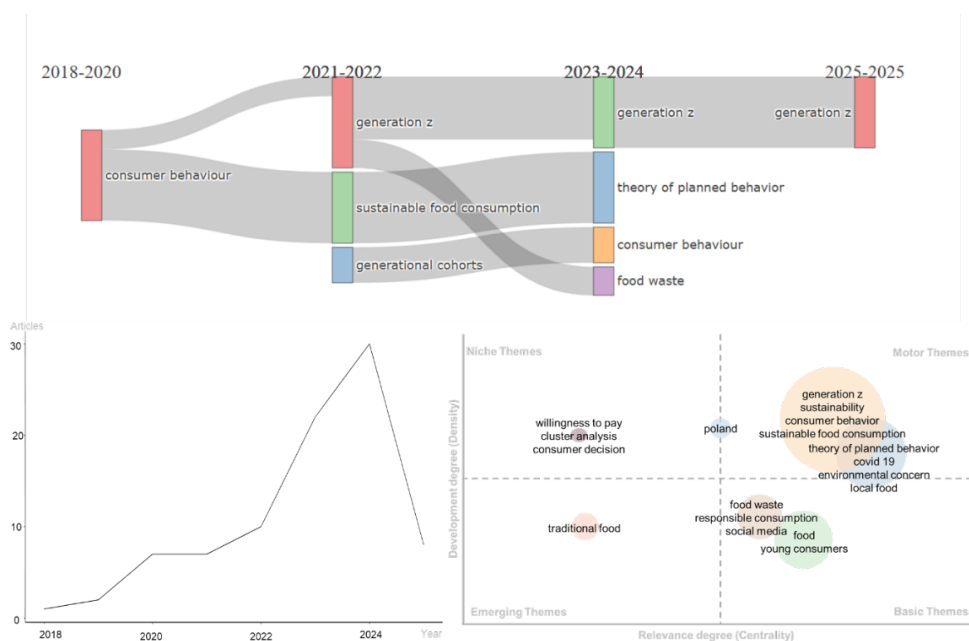 2018-2020
2021-2022
2023-2024
2025-2025
consumer behaviour
generation z
sustainable food consumption
generational cohorts
generation z
theory of planned behavior
consumer behaviour
food waste
generation z
Articles
30
20
10
0
2018
2020
2022
2024
Year
Niche Themes
Motor Themes
willingness to pay
cluster analysis
consumer decision
poland
generation z
sustainability
consumer behavior
sustainable food consumption
theory of planned behavior
covid 19
environmental concern
local food
traditional food
food waste
responsible consumption
social media
food
young consumers
Emerging Themes
Basic Themes
Development degree (Density)
Relevance degree (Centrality)